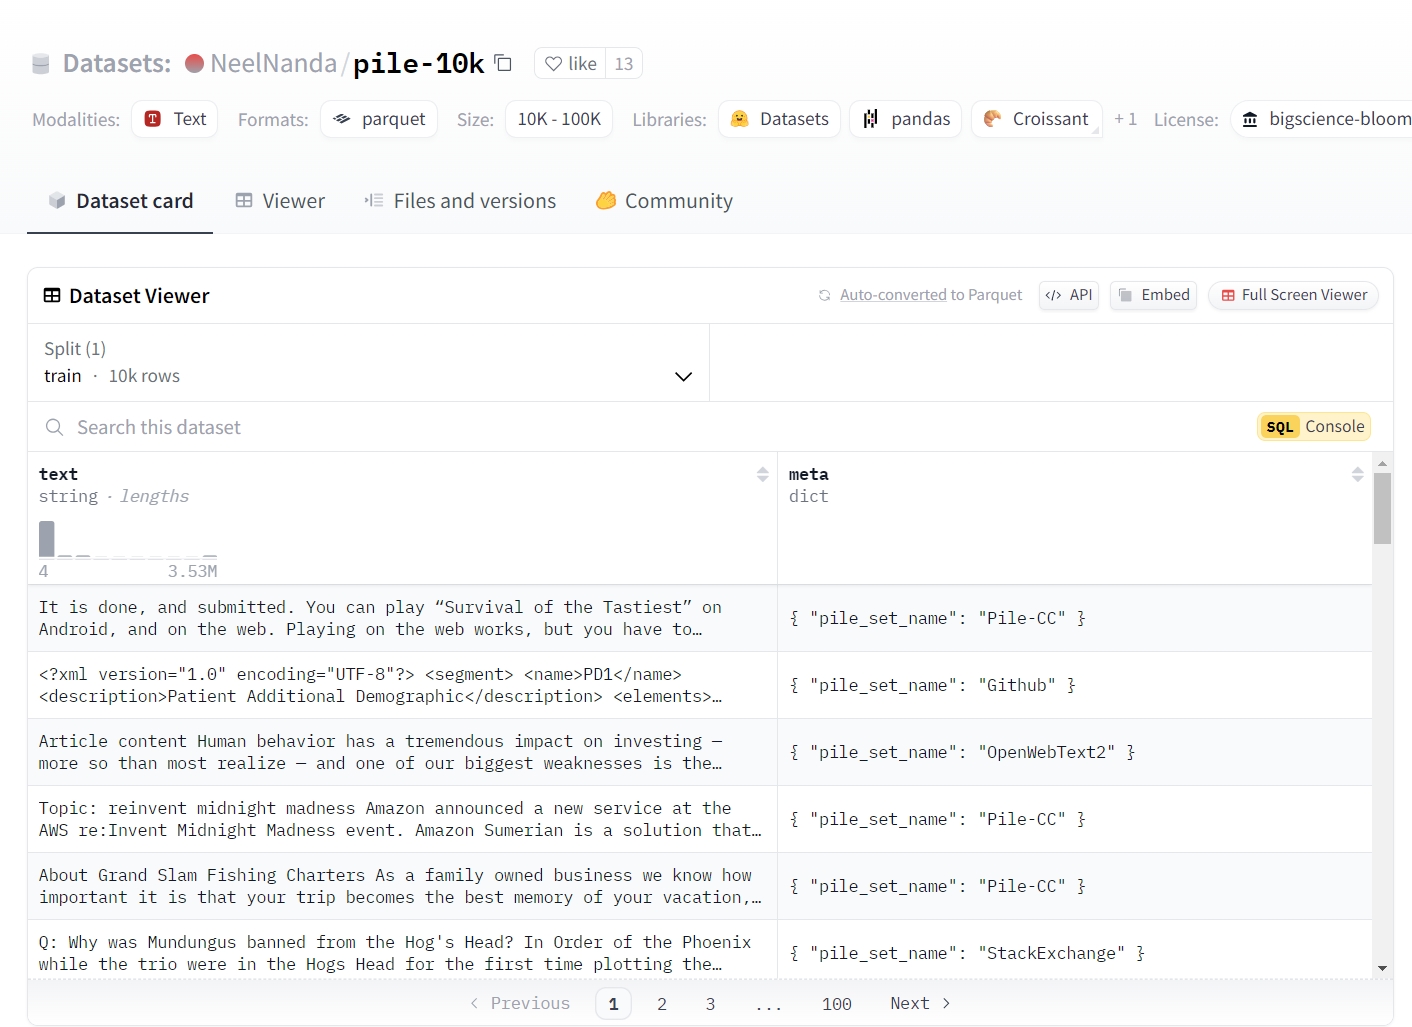 Datasets: NeelNanda/pile-10k like 13
Modalities: Text Formats: parquet Size: 10K - 100K Libraries: Datasets pandas Croissant + 1 License: bigscience-bloom
Dataset card Viewer Files and versions Community
Dataset Viewer Auto-converted to Parquet </> API Embed Full Screen Viewer
Split (1)
train · 10k rows
Search this dataset SQL Console
text meta
string · lengths dict
4 3.53M
It is done, and submitted. You can play “Survival of the Tastiest” on
Android, and on the web. Playing on the web works, but you have to…
{ "pile_set_name": "Pile-CC" }
<?xml version="1.0" encoding="UTF-8"?> <segment> <name>PD1</name>
<description>Patient Additional Demographic</description> <elements>…
{ "pile_set_name": "Github" }
Article content Human behavior has a tremendous impact on investing —
more so than most realize — and one of our biggest weaknesses is the…
{ "pile_set_name": "OpenWebText2" }
Topic: reinvent midnight madness Amazon announced a new service at the
AWS re:Invent Midnight Madness event. Amazon Sumerian is a solution that…
{ "pile_set_name": "Pile-CC" }
About Grand Slam Fishing Charters As a family owned business we know how
important it is that your trip becomes the best memory of your vacation,…
{ "pile_set_name": "Pile-CC" }
Q: Why was Mundungus banned from the Hog's Head? In Order of the Phoenix
while the trio were in the Hogs Head for the first time plotting the…
{ "pile_set_name": "StackExchange" }
< Previous 1 2 3 ... 100 Next >